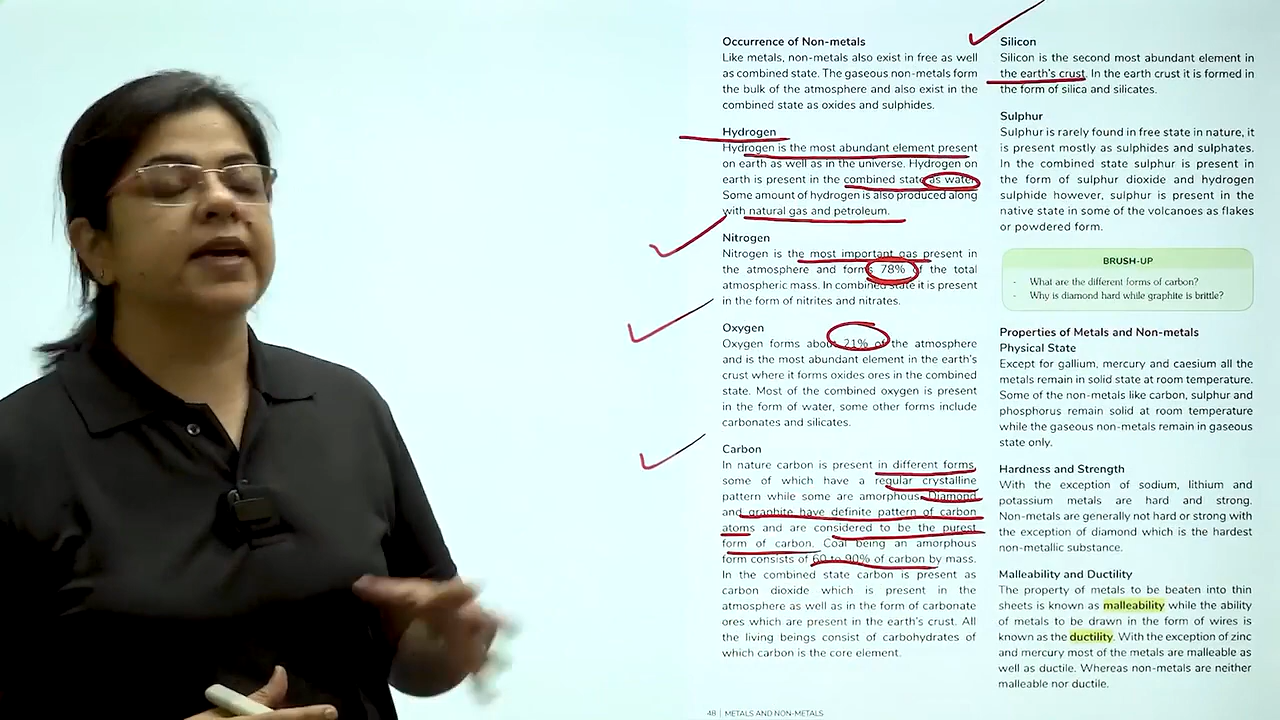 Occurrence of Non-metals
Like metals, non-metals also exist in free as well
as combined state. The gaseous non-metals form
the bulk of the atmosphere and also exist in the
combined state as oxides and sulphides.
Hydrogen
Hydrogen is the most abundant element present
on earth as well as in the universe. Hydrogen on
earth is present in the combined state as water.
Some amount of hydrogen is also produced along
with natural gas and petroleum.
Nitrogen
Nitrogen is the most important gas present in
the atmosphere and forms 78% of the total
atmospheric mass. In combined state it is present
in the form of nitrites and nitrates.
Oxygen
Oxygen forms about 21% of the atmosphere
and is the most abundant element in the earth's
crust where it forms oxides ores in the combined
state. Most of the combined oxygen is present
in the form of water, some other forms include
carbonates and silicates.
Carbon
In nature carbon is present in different forms,
some of which have a regular crystalline
pattern while some are amorphous. Diamond
and graphite have definite pattern of carbon
atoms and are considered to be the purest
form of carbon. Coal being an amorphous
form consists of 60 to 90% of carbon by mass.
In the combined state carbon is present as
carbon dioxide which is present in the
atmosphere as well as in the form of carbonate
ores which are present in the earth's crust. All
the living beings consist of carbohydrates of
which carbon is the core element.
48 | METALS AND NON-METALS
Silicon
Silicon is the second most abundant element in
the earth's crust. In the earth crust it is formed in
the form of silica and silicates.
Sulphur
Sulphur is rarely found in free state in nature, it
is present mostly as sulphides and sulphates.
In the combined state sulphur is present in
the form of sulphur dioxide and hydrogen
sulphide however, sulphur is present in the
native state in some of the volcanoes as flakes
or powdered form.
BRUSH-UP
- What are the different forms of carbon?
- Why is diamond hard while graphite is brittle?
Properties of Metals and Non-metals
Physical State
Except for gallium, mercury and caesium all the
metals remain in solid state at room temperature.
Some of the non-metals like carbon, sulphur and
phosphorus remain solid at room temperature
while the gaseous non-metals remain in gaseous
state only.
Hardness and Strength
With the exception of sodium, lithium and
potassium metals are hard and strong.
Non-metals are generally not hard or strong with
the exception of diamond which is the hardest
non-metallic substance.
Malleability and Ductility
The property of metals to be beaten into thin
sheets is known as malleability while the ability
of metals to be drawn in the form of wires is
known as the ductility. With the exception of zinc
and mercury most of the metals are malleable as
well as ductile. Whereas non-metals are neither
malleable nor ductile.